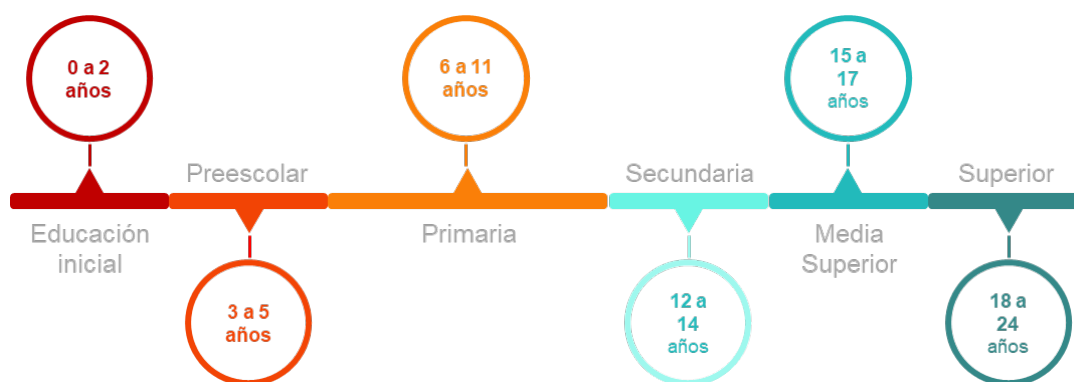 0 a 2
años
Educación
inicial
Preescolar
3 a 5
años
6 a 11
años
Primaria
Secundaria
12 a
14
años
15 a
17
años
Media
Superior
Superior
18 a
24
años